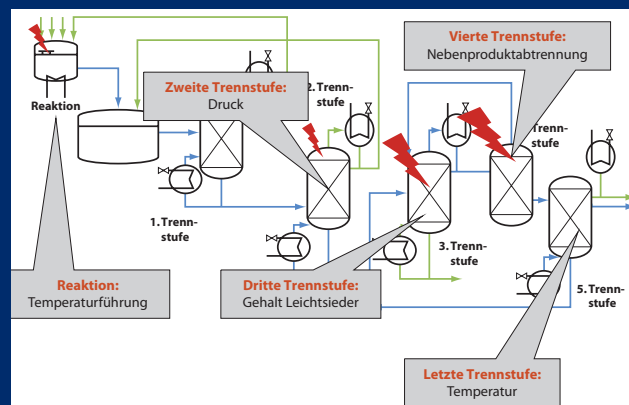 Vierte Trennstufe:
Nebenproduktabtrennung
Zweite Trennstufe:
Druck
2. Trenn-
stufe
Trenn-
stufe
Reaktion
1. Trenn-
stufe
3. Trenn-
stufe
Reaktion:
Temperaturführung
Dritte Trennstufe:
Gehalt Leichtsieder
5. Trenn-
stufe
Letzte Trennstufe:
Temperatur